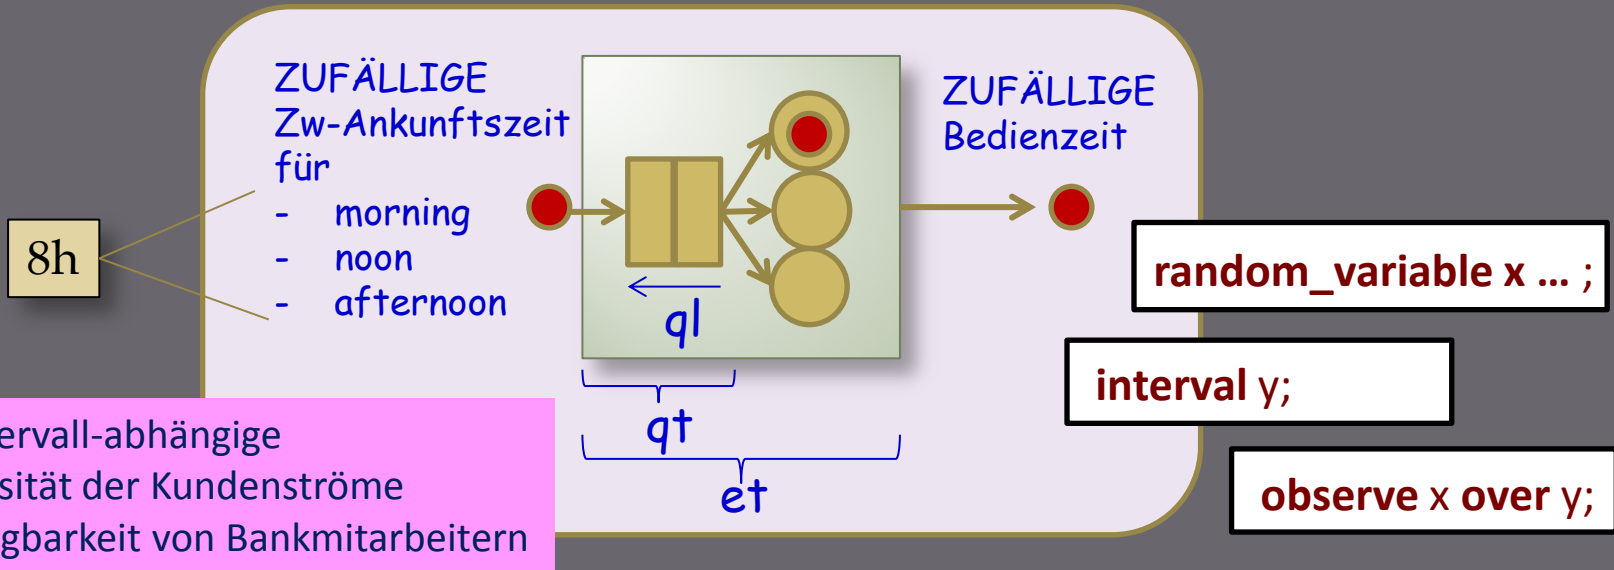 ZUFÄLLIGE
Zw-Ankunftszeit
für
- morning
- noon
- afternoon
8h
ql
qt
et
ZUFÄLLIGE
Bedienzeit
random_variable x ... ;
interval y;
observe x over y;
ervall-abhängige
sität der Kundenströme
gbarkeit von Bankmitarbeitern